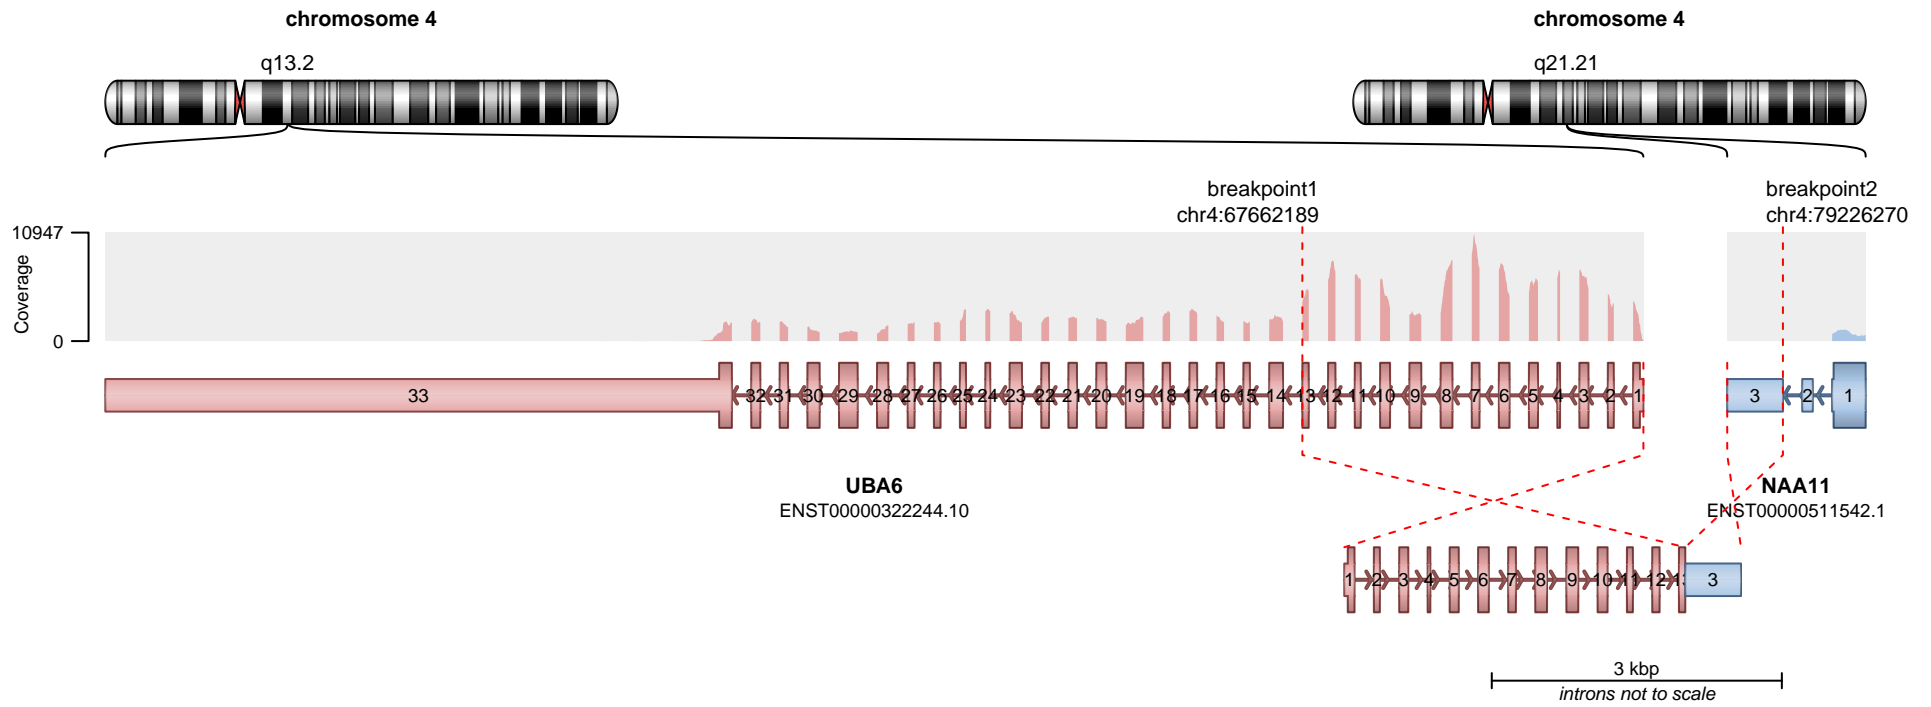 chromosome 4
chromosome 4
q13.2
q21.21
breakpoint1
chr4:67662189
breakpoint2
chr4:79226270
10947
Coverage
0
33 32 31 30 29 28 27 26 25 24 23 22 21 20 19 18 17 16 15 14 13 12 11 10 9 8 7 6 5 4 3 2 1
3 2 1
UBA6
ENST00000322244.10
NAA11
ENST00000511542.1
1 2 3 4 5 6 7 8 9 10 11 12 13 3
3 kbp
introns not to scale